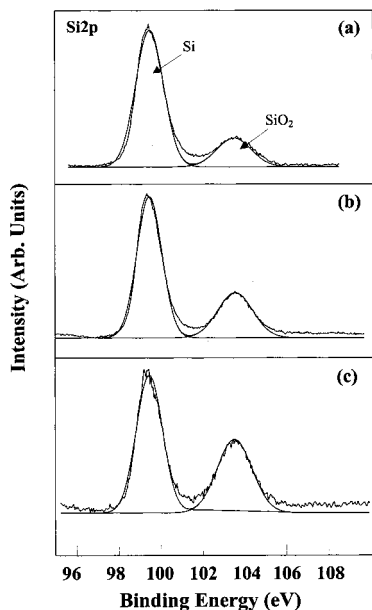 Si2p
(a)
Si
SiO₂
(b)
(c)
Intensity (Arb. Units)
96 98 100 102 104 106 108
Binding Energy (eV)